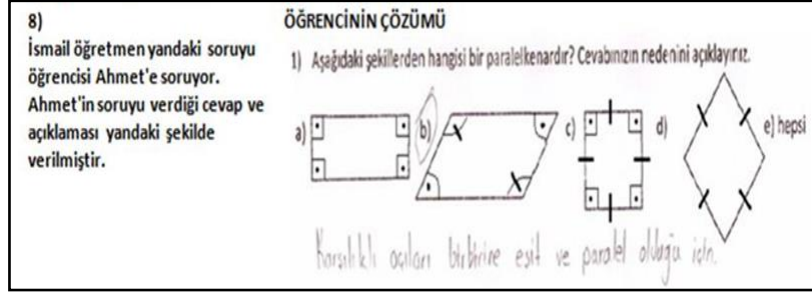 8)
İsmail öğretmen yandaki soruyu
öğrencisi Ahmet'e soruyor.
Ahmet'in soruyu verdiği cevap ve
açıklaması yandaki şekilde
verilmiştir.
ÖĞRENCİNİN ÇÖZÜMÜ
1) Aşağıdaki şekillerden hangisi bir paralelkenardır? Cevabınızın nedenini açıklayınız.
a) b) c) d) e) hepsi
Karşılıklı açıları birbirine eşit ve paralel olduğu için.